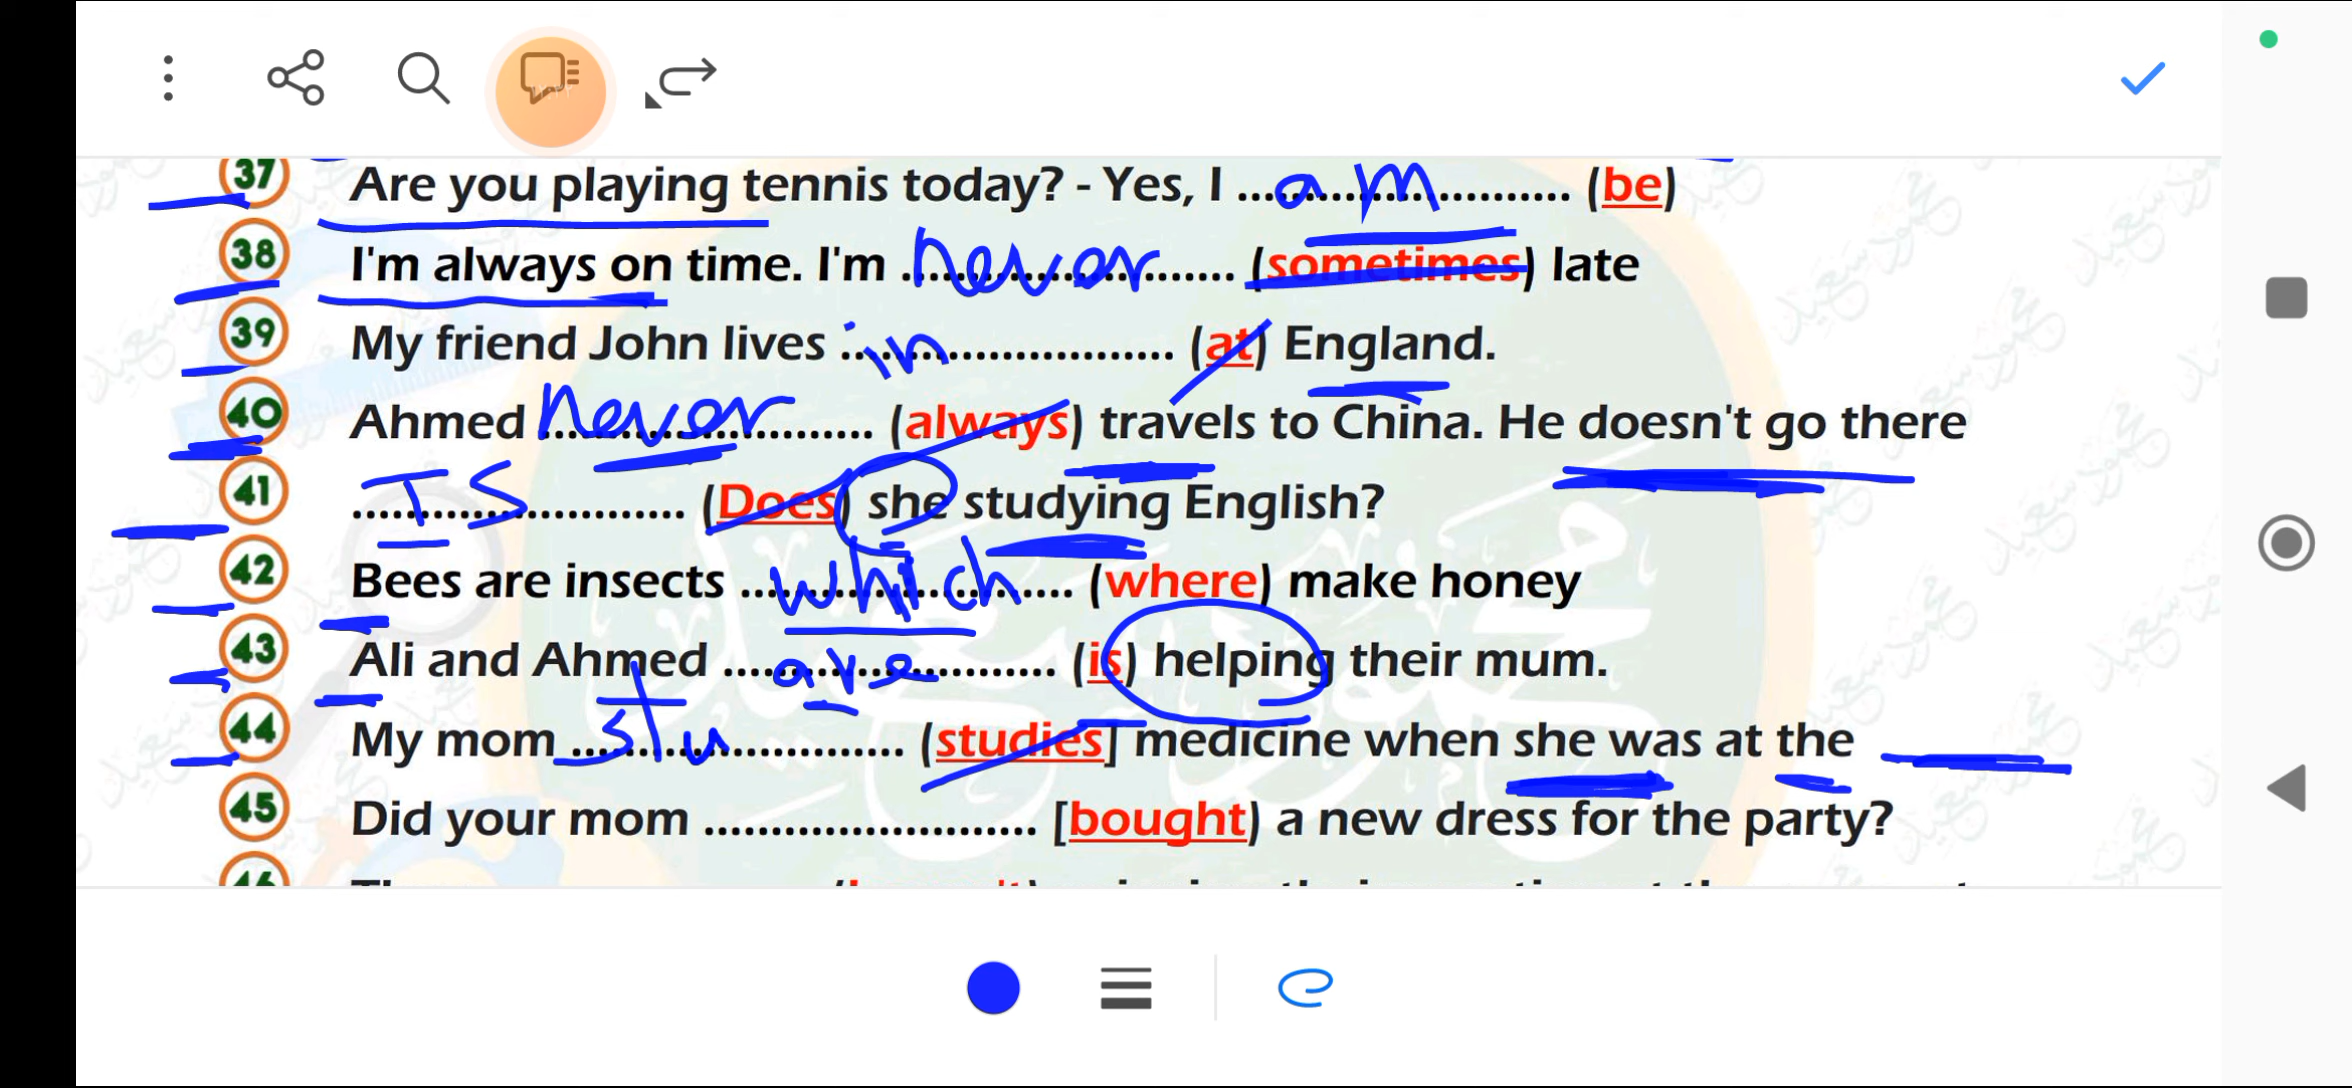 37 Are you playing tennis today? - Yes, I ........am........ (be)
38 I'm always on time. I'm ........never........ (sometimes) late
39 My friend John lives ........in........ (at) England.
40 Ahmed ........never........ (always) travels to China. He doesn't go there
41 ........IS........ (Does) she studying English?
42 Bees are insects ........which........ (where) make honey
43 Ali and Ahmed ........are........ (is) helping their mum.
44 My mom ........stu........ (studies] medicine when she was at the
45 Did your mom ........................ [bought) a new dress for the party?